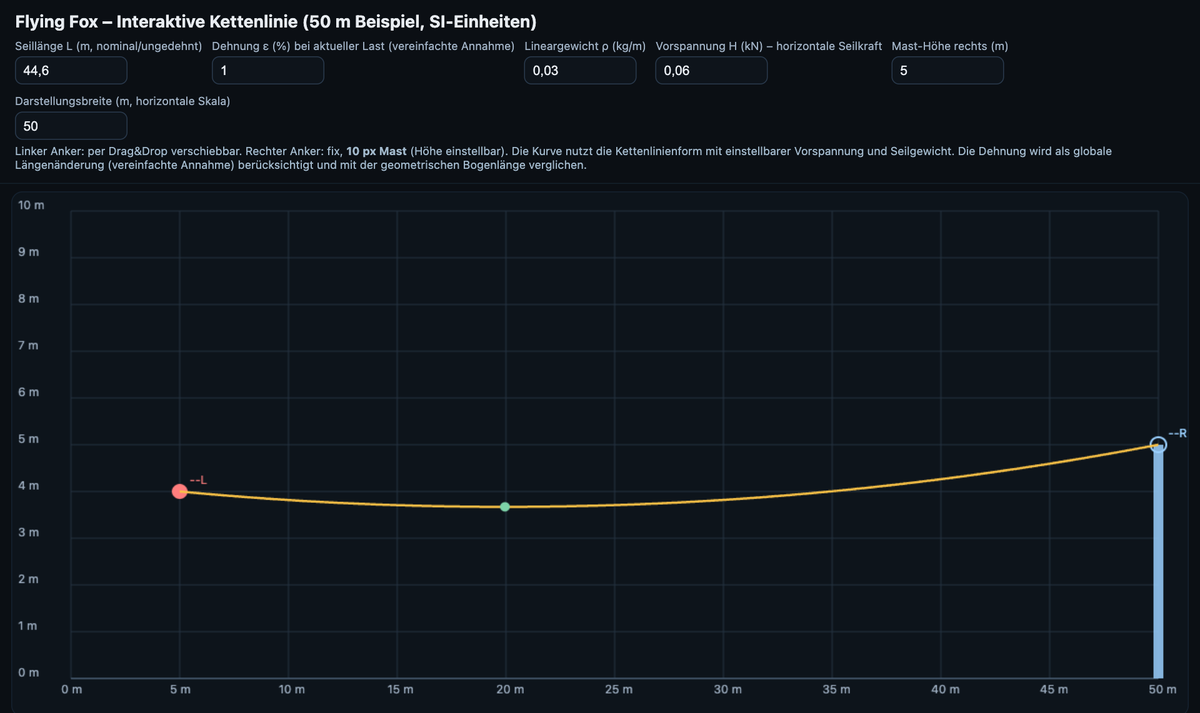 Flying Fox – Interaktive Kettenlinie (50 m Beispiel, SI-Einheiten)
Seillänge L (m, nominal/ungedehnt) Dehnung ε (%) bei aktueller Last (vereinfachte Annahme) Lineargewicht ρ (kg/m) Vorspannung H (kN) – horizontale Seilkraft Mast-Höhe rechts (m)
44,6 1 0,03 0,06 5
Darstellungsbreite (m, horizontale Skala)
50
Linker Anker: per Drag&Drop verschiebbar. Rechter Anker: fix, 10 px Mast (Höhe einstellbar). Die Kurve nutzt die Kettenlinienform mit einstellbarer Vorspannung und Seilgewicht. Die Dehnung wird als globale
Längenänderung (vereinfachte Annahme) berücksichtigt und mit der geometrischen Bogenlänge verglichen.
10 m
9 m
8 m
7 m
6 m
5 m
--R
4 m
--L
3 m
2 m
1 m
0 m
0 m 5 m 10 m 15 m 20 m 25 m 30 m 35 m 40 m 45 m 50 m